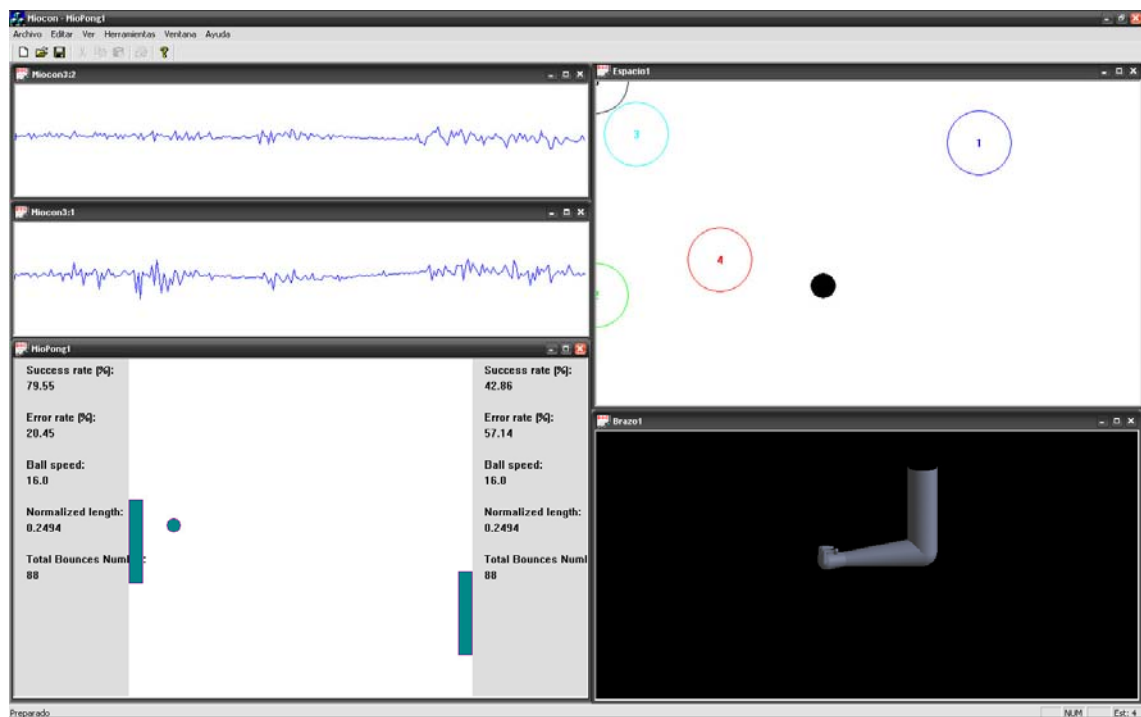 Miocon - MioPong1
Archivo Editar Ver Herramientas Ventana Ayuda
Miocon3:2
Miocon3:1
MioPong1
Success rate [%]:
79.55
Error rate [%]:
20.45
Ball speed:
16.0
Normalized length:
0.2494
Total Bounces Numl :
88
Success rate [%]:
42.86
Error rate [%]:
57.14
Ball speed:
16.0
Normalized length:
0.2494
Total Bounces Numl
88
Espacio1
3
1
4
2
Brazo1
Preparado
NUM
Est: 4